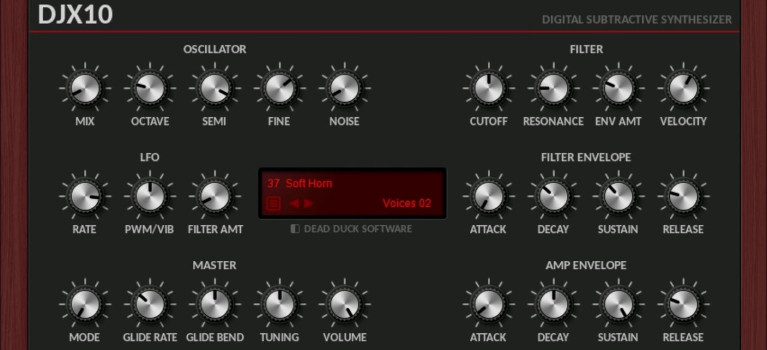 DJX10
DIGITAL SUBTRACTIVE SYNTHESIZER
OSCILLATOR
MIX OCTAVE SEMI FINE NOISE
FILTER
CUTOFF RESONANCE ENV AMT VELOCITY
LFO
RATE PWM/VIB FILTER AMT
37 Soft Horn
Voices 02
DEAD DUCK SOFTWARE
FILTER ENVELOPE
ATTACK DECAY SUSTAIN RELEASE
MASTER
MODE GLIDE RATE GLIDE BEND TUNING VOLUME
AMP ENVELOPE
ATTACK DECAY SUSTAIN RELEASE